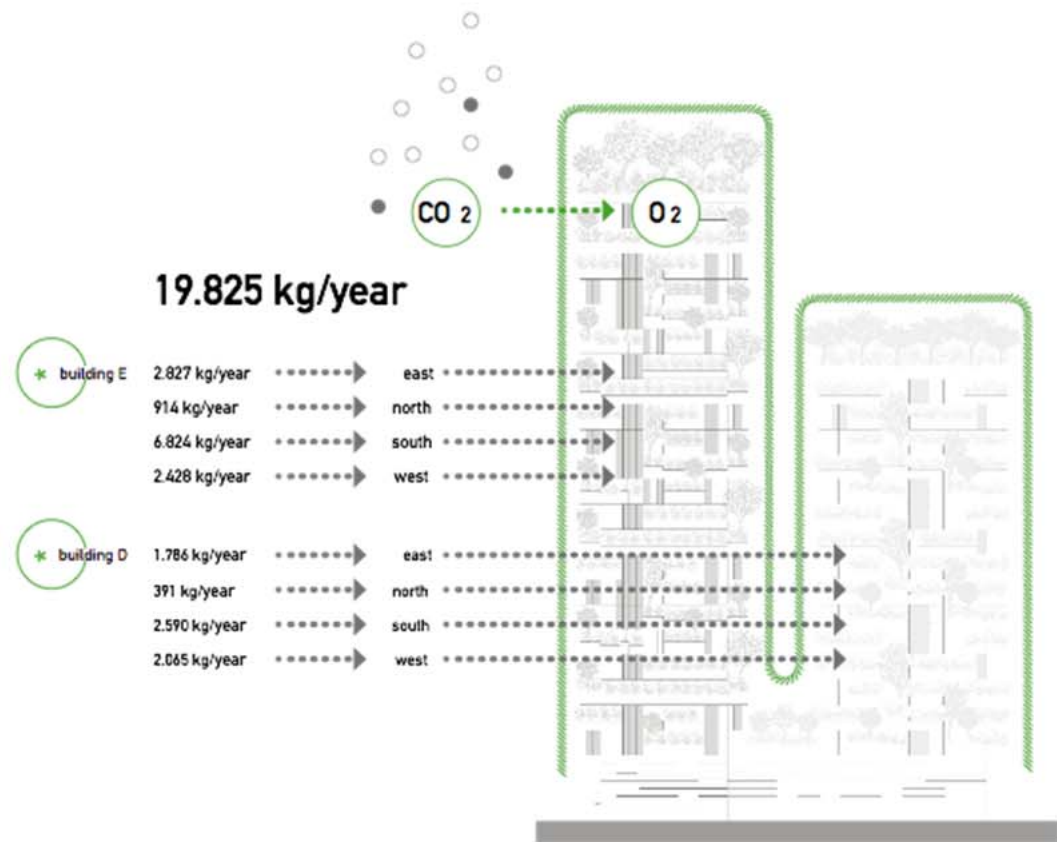 CO 2
O 2
19.825 kg/year
* building E 2.827 kg/year east
914 kg/year north
6.824 kg/year south
2.428 kg/year west
* building D 1.786 kg/year east
391 kg/year north
2.590 kg/year south
2.065 kg/year west